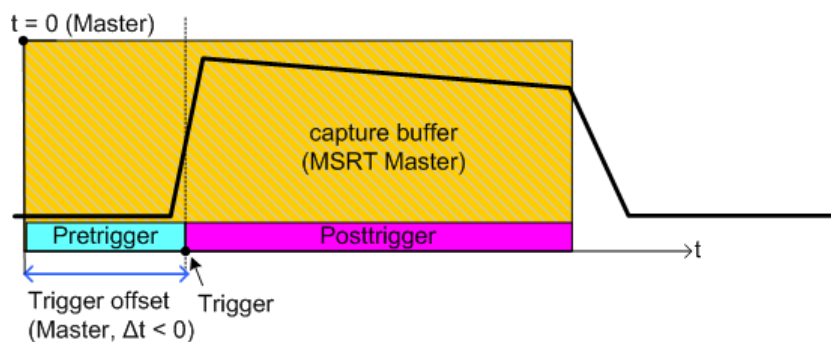 t = 0 (Master)
capture buffer
(MSRT Master)
Pretrigger
Posttrigger
t
Trigger offset
(Master, Δt < 0)
Trigger